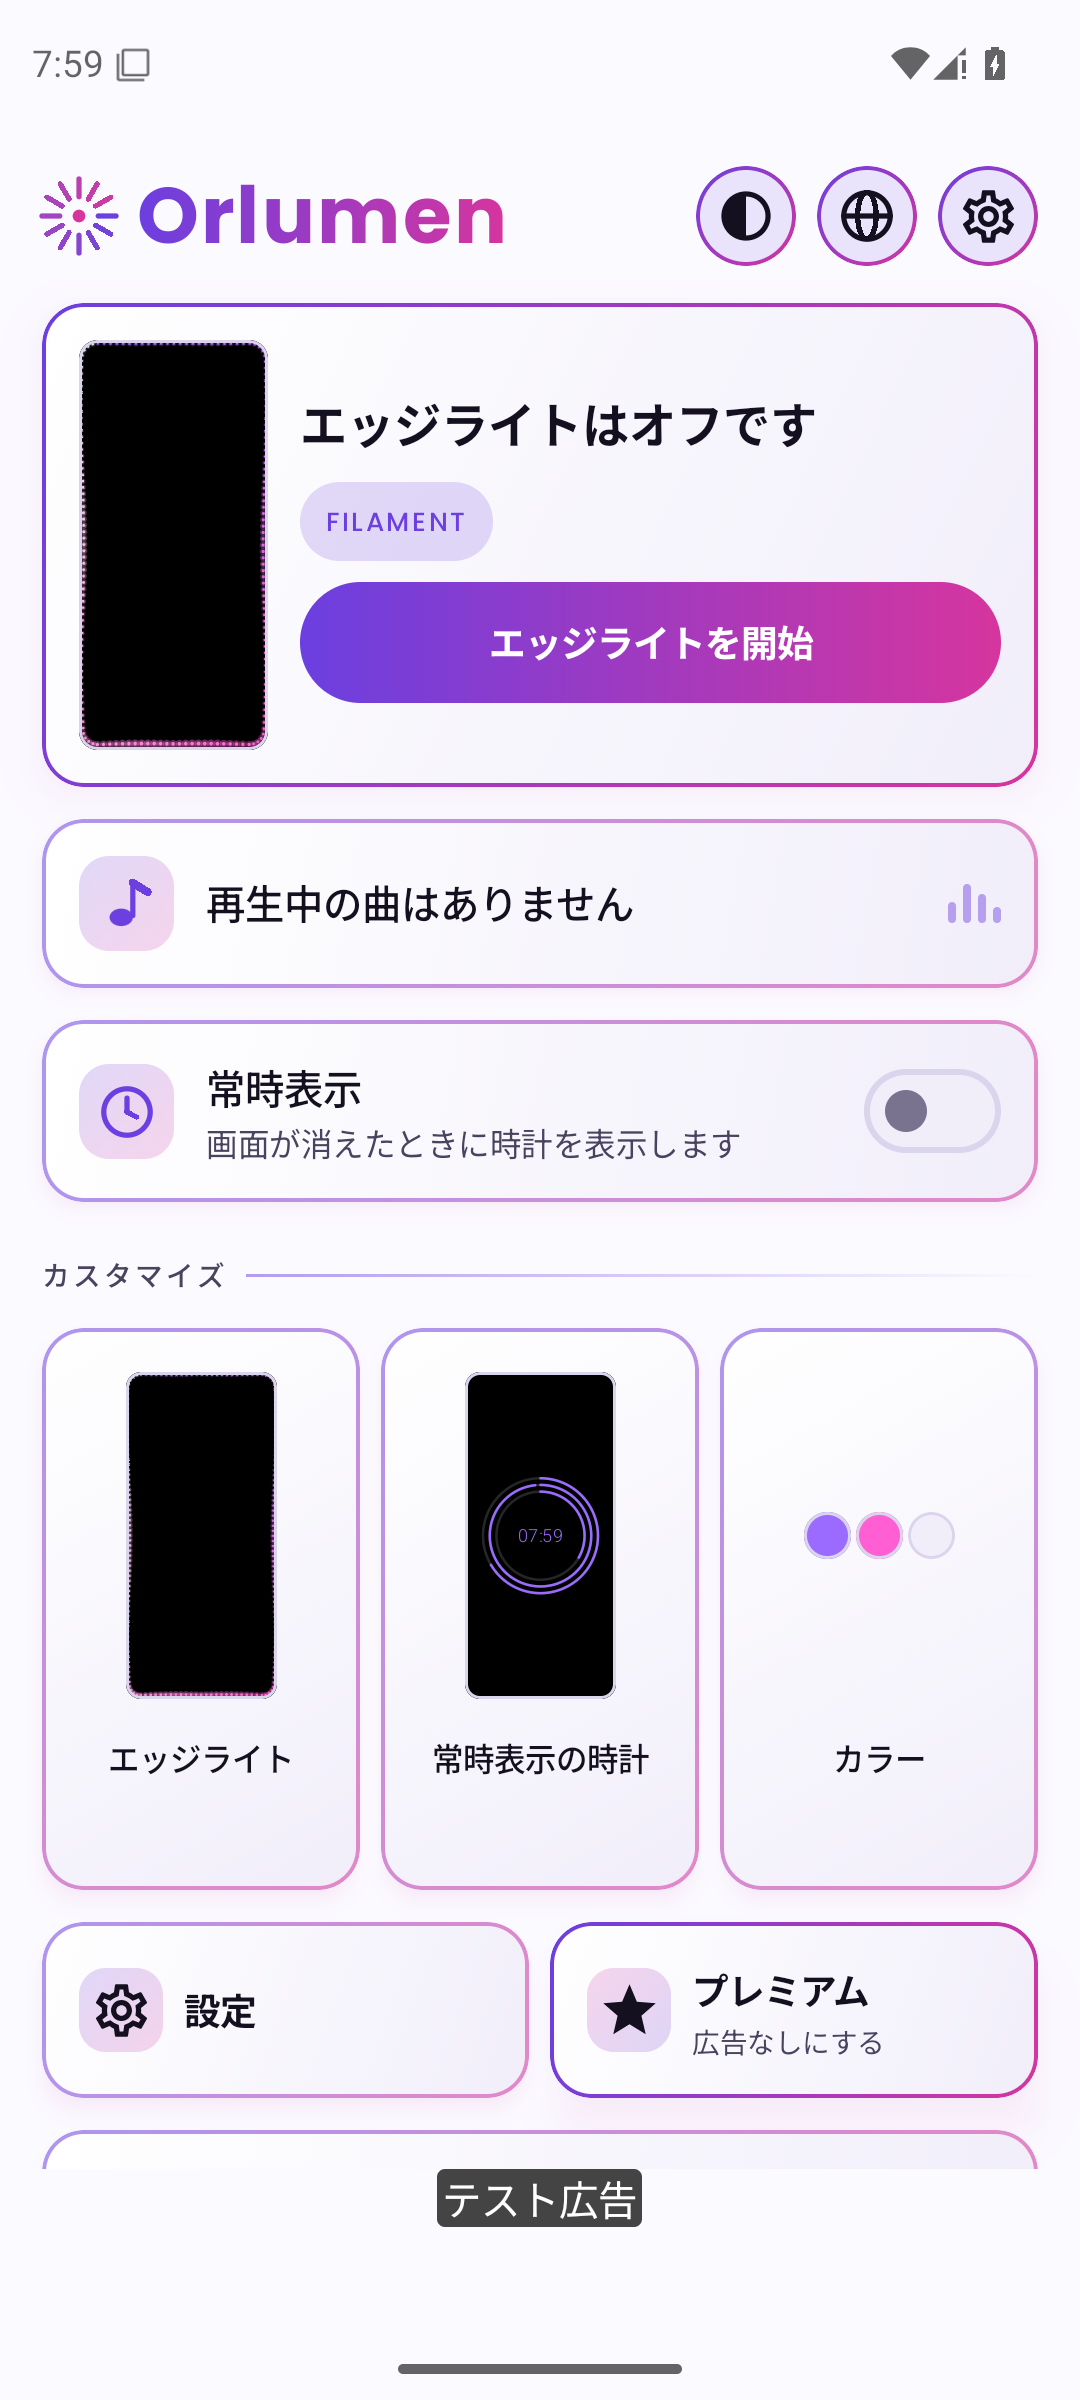 7:59
Orlumen
エッジライトはオフです
FILAMENT
エッジライトを開始
再生中の曲はありません
常時表示
画面が消えたときに時計を表示します
カスタマイズ
07:59
エッジライト
常時表示の時計
カラー
設定
プレミアム
広告なしにする
テスト広告